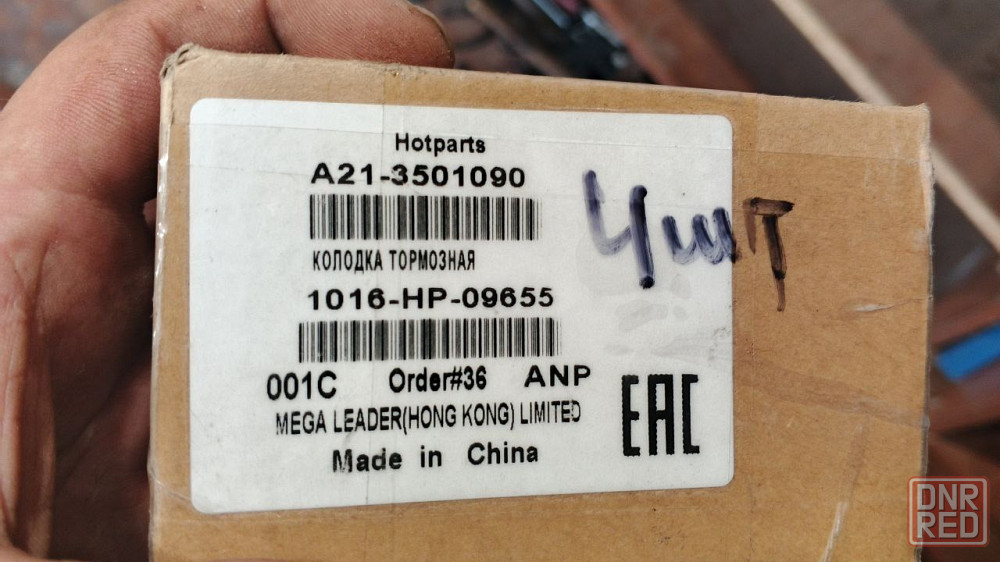 Hotparts
A21-3501090
4шт
КОЛОДКА ТОРМОЗНАЯ
1016-HP-09655
001C Order#36 ANP
MEGA LEADER(HONG KONG) LIMITED
EAC
Made in China
DNR
RED